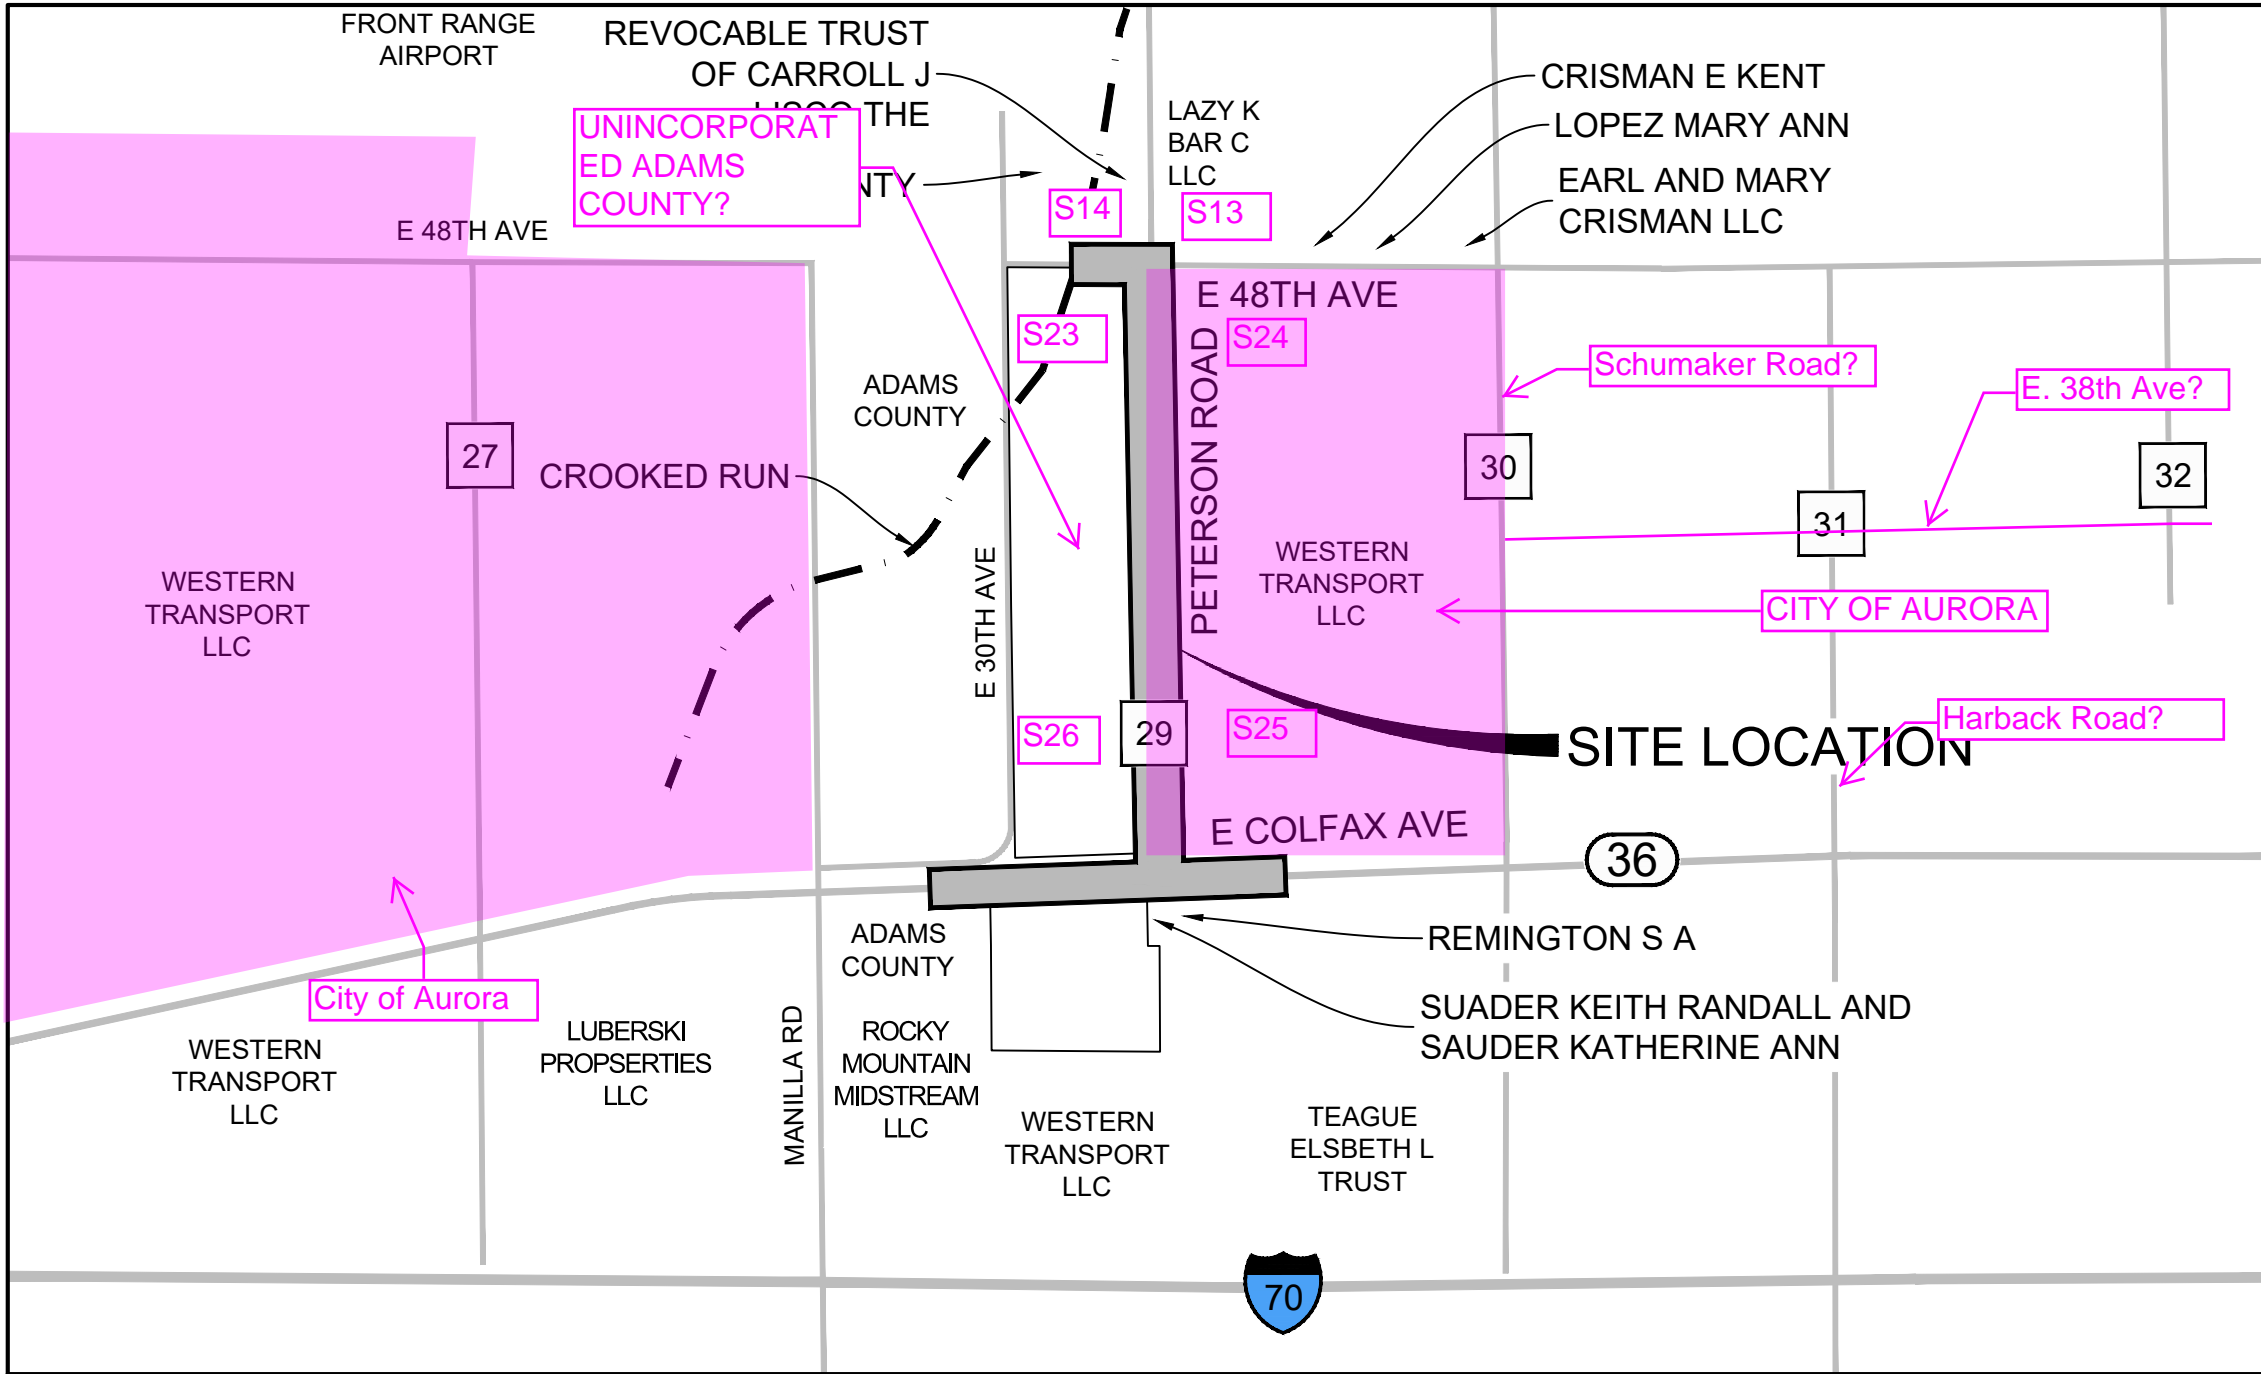 FRONT RANGE
AIRPORT
REVOCABLE TRUST
OF CARROLL J
THE
UNINCORPORAT
ED ADAMS
COUNTY?
NTY
LAZY K
BAR C
LLC
CRISMAN E KENT
LOPEZ MARY ANN
EARL AND MARY
CRISMAN LLC
S14
S13
E 48TH AVE
E 48TH AVE
S23
S24
PETERSON ROAD
Schumaker Road?
E. 38th Ave?
ADAMS
COUNTY
27
CROOKED RUN
30
31
32
WESTERN
TRANSPORT
LLC
E 30TH AVE
WESTERN
TRANSPORT
LLC
CITY OF AURORA
S26
29
S25
SITE LOCATION
Harback Road?
E COLFAX AVE
36
ADAMS
COUNTY
REMINGTON S A
City of Aurora
SUADER KEITH RANDALL AND
SAUDER KATHERINE ANN
WESTERN
TRANSPORT
LLC
LUBERSKI
PROPSERTIES
LLC
MANILLA RD
ROCKY
MOUNTAIN
MIDSTREAM
LLC
WESTERN
TRANSPORT
LLC
TEAGUE
ELSBETH L
TRUST
70